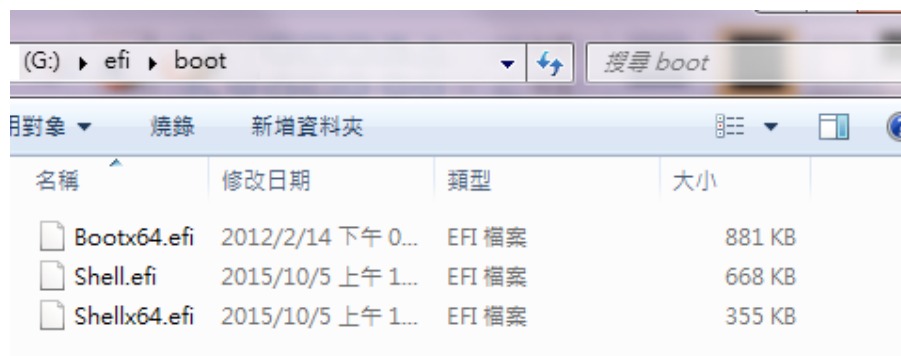 (G:) ▸ efi ▸ boot 搜尋 boot
用對象 ▼ 燒錄 新增資料夾
名稱 修改日期 類型 大小
Bootx64.efi 2012/2/14 下午 0... EFI 檔案 881 KB
Shell.efi 2015/10/5 上午 1... EFI 檔案 668 KB
Shellx64.efi 2015/10/5 上午 1... EFI 檔案 355 KB